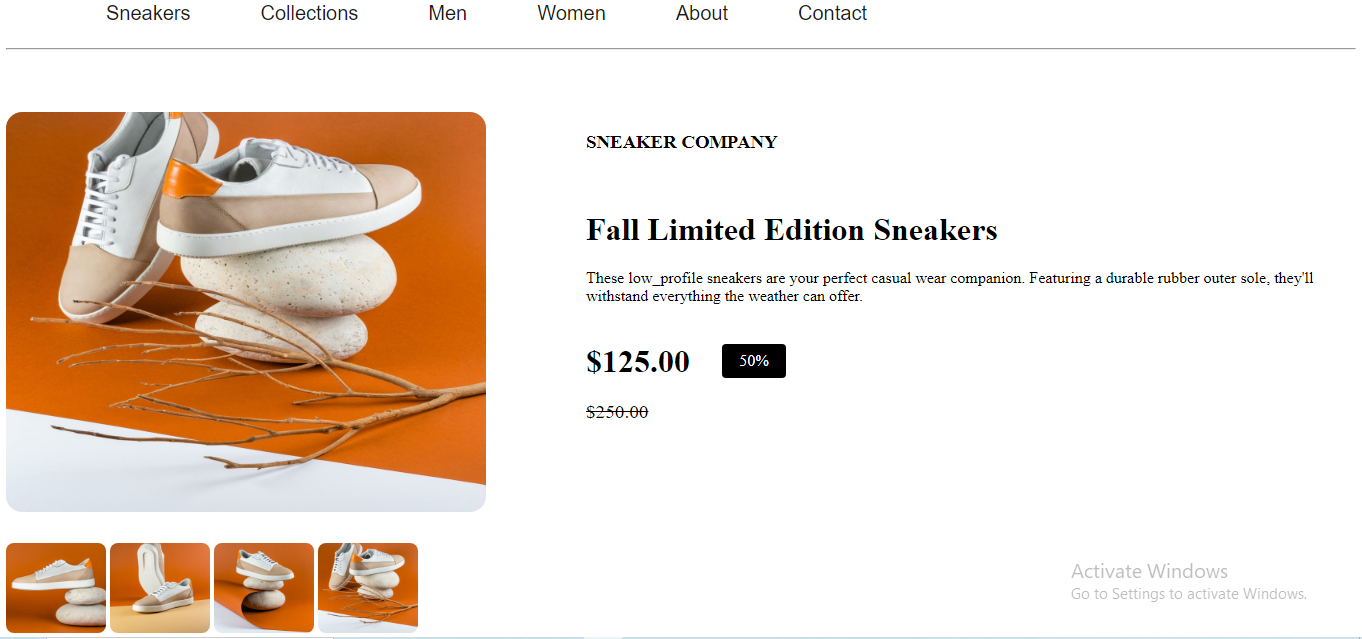 Sneakers Collections Men Women About Contact
SNEAKER COMPANY
Fall Limited Edition Sneakers
These low_profile sneakers are your perfect casual wear companion. Featuring a durable rubber outer sole, they'll
withstand everything the weather can offer.
$125.00 50%
$250.00
Activate Windows
Go to Settings to activate Windows.